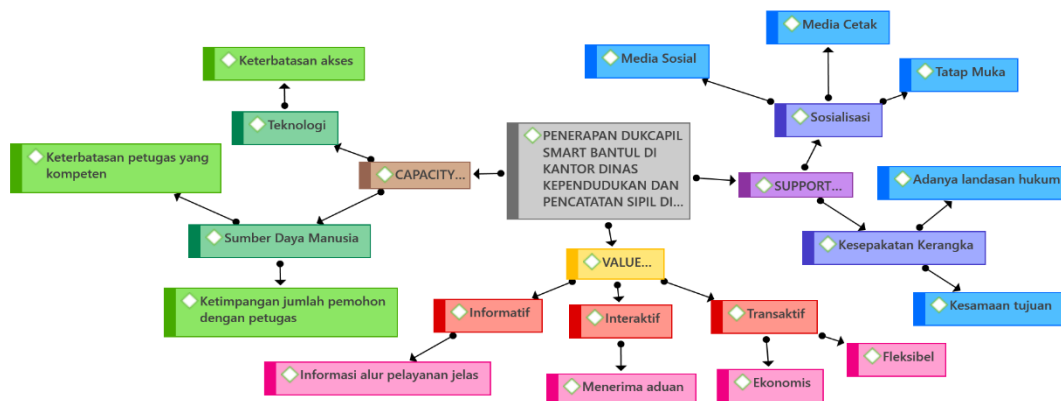 Media Cetak
Keterbatasan akses
Media Sosial
Tatap Muka
Teknologi
Sosialisasi
PENERAPAN DUKCAPIL
SMART BANTUL DI
KANTOR DINAS
KEPENDUDUKAN DAN
PENCATATAN SIPIL DI...
Keterbatasan petugas yang
kompeten
CAPACITY...
SUPPORT...
Adanya landasan hukum
Sumber Daya Manusia
Kesepakatan Kerangka
VALUE...
Ketimpangan jumlah pemohon
dengan petugas
Kesamaan tujuan
Informatif
Interaktif
Transaktif
Fleksibel
Informasi alur pelayanan jelas
Menerima aduan
Ekonomis